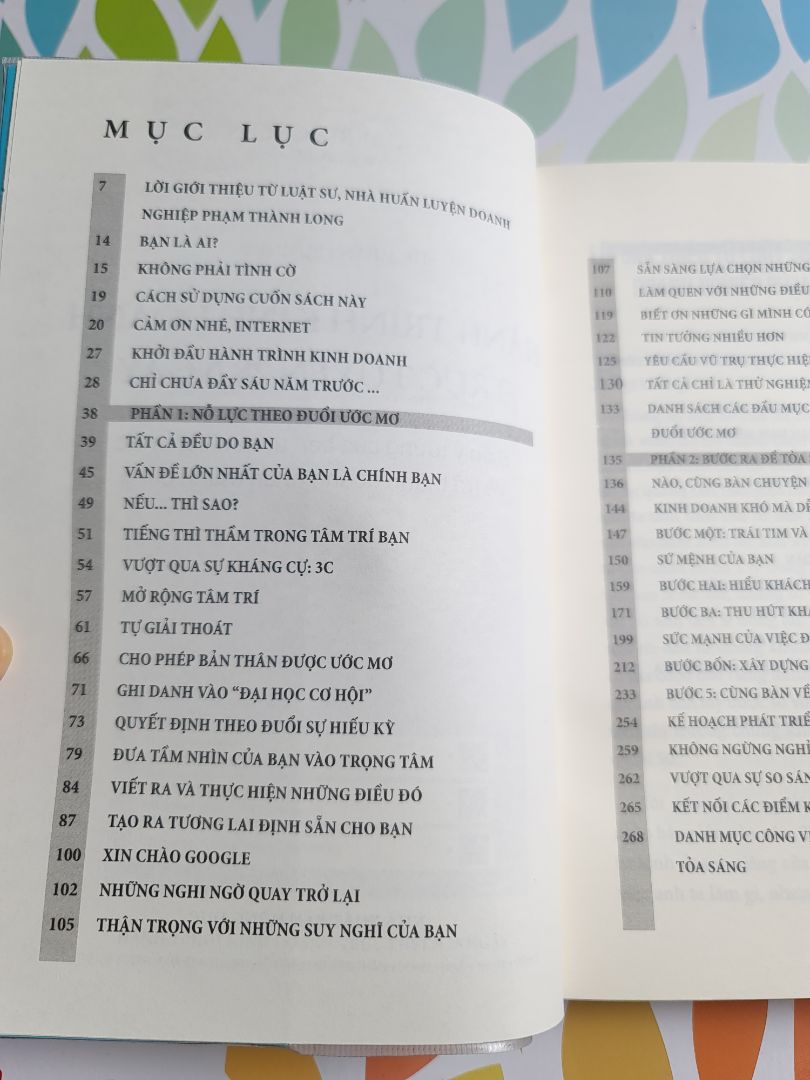 MỤC LỤC
7 LỜI GIỚI THIỆU TỪ LUẬT SƯ, NHÀ HUẤN LUYỆN DOANH
NGHIỆP PHẠM THÀNH LONG
14 BẠN LÀ AI?
15 KHÔNG PHẢI TÌNH CỜ
19 CÁCH SỬ DỤNG CUỐN SÁCH NÀY
20 CẢM ƠN NHÉ, INTERNET
27 KHỞI ĐẦU HÀNH TRÌNH KINH DOANH
28 CHỈ CHƯA ĐẦY SÁU NĂM TRƯỚC ...
38 PHẦN 1: NỖ LỰC THEO ĐUỔI ƯỚC MƠ
39 TẤT CẢ ĐỀU DO BẠN
45 VẤN ĐỀ LỚN NHẤT CỦA BẠN LÀ CHÍNH BẠN
49 NẾU... THÌ SAO?
51 TIẾNG THÌ THẦM TRONG TÂM TRÍ BẠN
54 VƯỢT QUA SỰ KHÁNG CỰ: 3C
57 MỞ RỘNG TÂM TRÍ
61 TỰ GIẢI THOÁT
66 CHO PHÉP BẢN THÂN ĐƯỢC ƯỚC MƠ
71 GHI DANH VÀO “ĐẠI HỌC CƠ HỘI”
73 QUYẾT ĐỊNH THEO ĐUỔI SỰ HIẾU KỲ
79 ĐƯA TẦM NHÌN CỦA BẠN VÀO TRỌNG TÂM
84 VIẾT RA VÀ THỰC HIỆN NHỮNG ĐIỀU ĐÓ
87 TẠO RA TƯƠNG LAI ĐỊNH SẴN CHO BẠN
100 XIN CHÀO GOOGLE
102 NHỮNG NGHI NGỜ QUAY TRỞ LẠI
105 THẬN TRỌNG VỚI NHỮNG SUY NGHĨ CỦA BẠN
107 SẴN SÀNG LỰA CHỌN NHỮNG
110 LÀM QUEN VỚI NHỮNG ĐIỀU
119 BIẾT ƠN NHỮNG GÌ MÌNH CÓ
122 TIN TƯỞNG NHIỀU HƠN
125 YÊU CẦU VŨ TRỤ THỰC HIỆN
130 TẤT CẢ CHỈ LÀ THỬ NGHIỆM
133 DANH SÁCH CÁC ĐẦU MỤC
ĐUỔI ƯỚC MƠ
135 PHẦN 2: BƯỚC RA ĐỂ TỎA
136 NÀO, CÙNG BÀN CHUYỆN
144 KINH DOANH KHÓ MÀ DỄ
147 BƯỚC MỘT: TRÁI TIM VÀ
150 SỨ MỆNH CỦA BẠN
159 BƯỚC HAI: HIỂU KHÁCH
171 BƯỚC BA: THU HÚT
199 SỨC MẠNH CỦA VIỆC
212 BƯỚC BỐN: XÂY DỰNG
233 BƯỚC 5: CÙNG BÀN VỀ
254 KẾ HOẠCH PHÁT
259 KHÔNG NGỪNG
262 VƯỢT QUA SỰ SO
265 KẾT NỐI CÁC ĐIỂM
268 DANH MỤC CÔNG
TỎA SÁNG